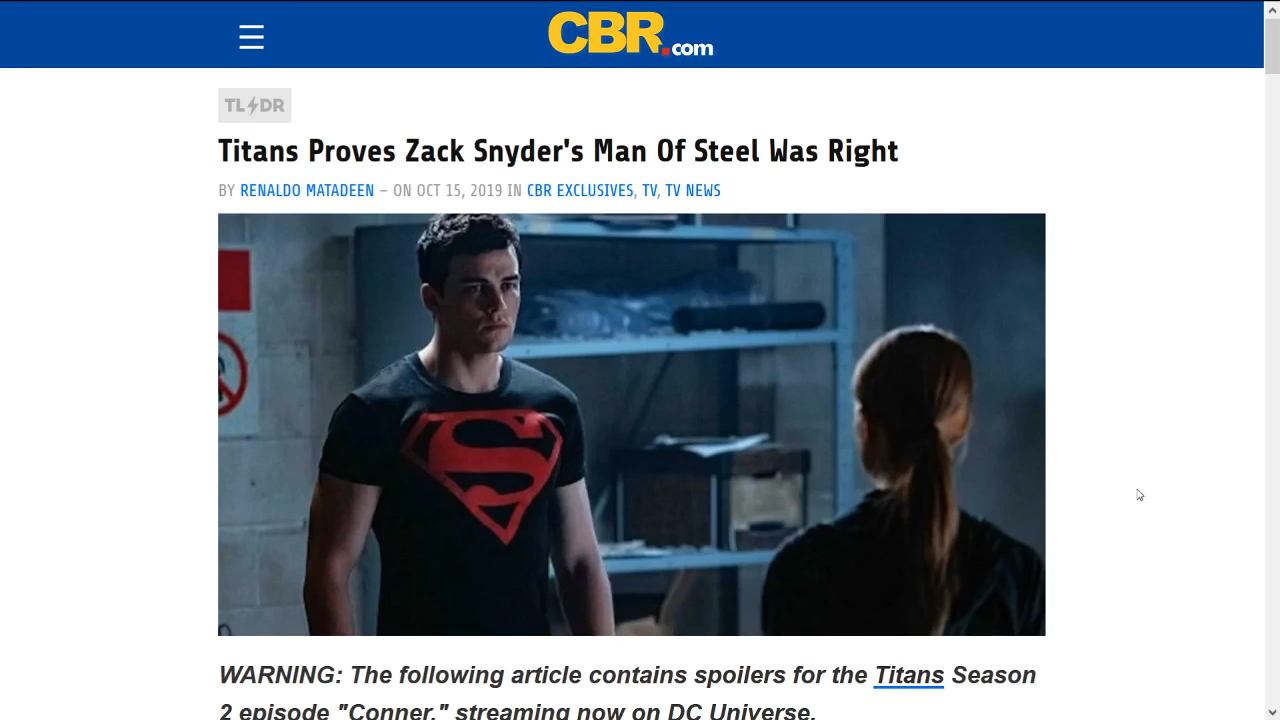 CBR.com
TL DR
Titans Proves Zack Snyder's Man Of Steel Was Right
BY RENALDO MATADEEN – ON OCT 15, 2019 IN CBR EXCLUSIVES, TV, TV NEWS
S
WARNING: The following article contains spoilers for the Titans Season
2 episode "Conner," streaming now on DC Universe.